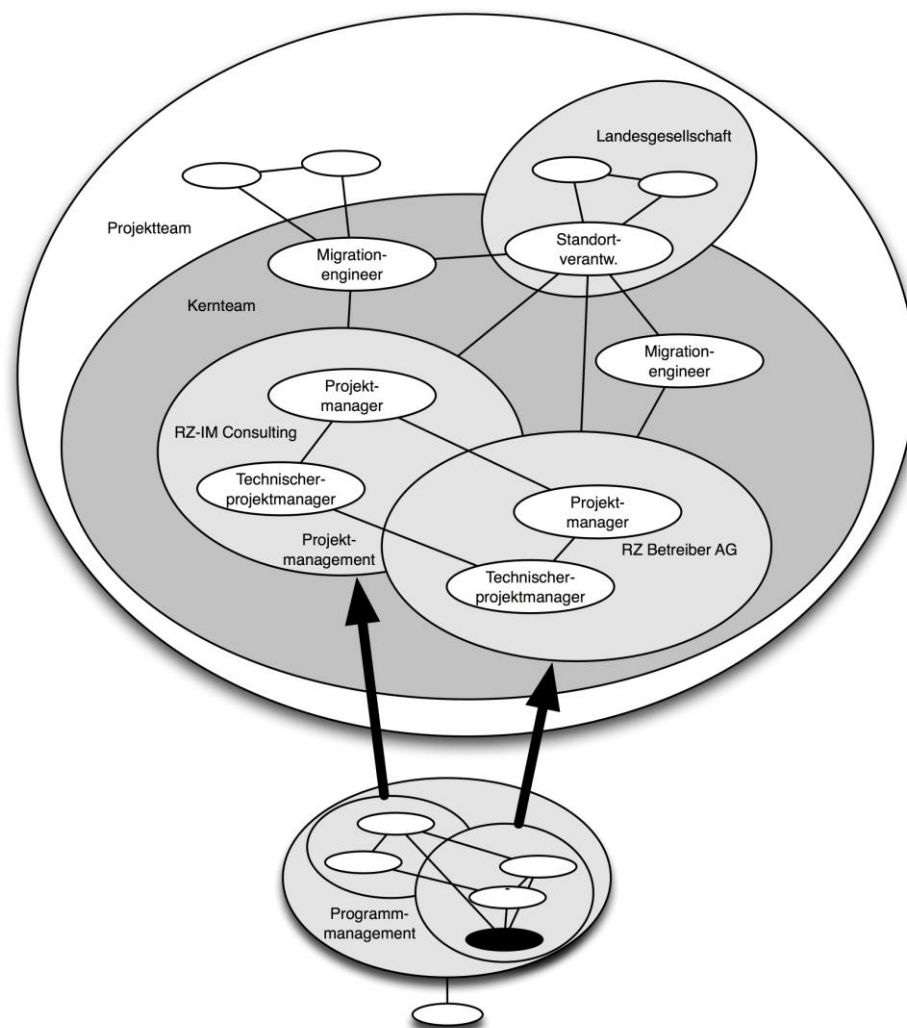 Landesgesellschaft
Projektteam
Standort-
verantw.
Migration-
engineer
Kernteam
Migration-
engineer
Projekt-
manager
RZ-IM Consulting
Technischer-
projektmanager
Projekt-
manager
Projekt-
management
RZ Betreiber AG
Technischer-
projektmanager
Programm-
management